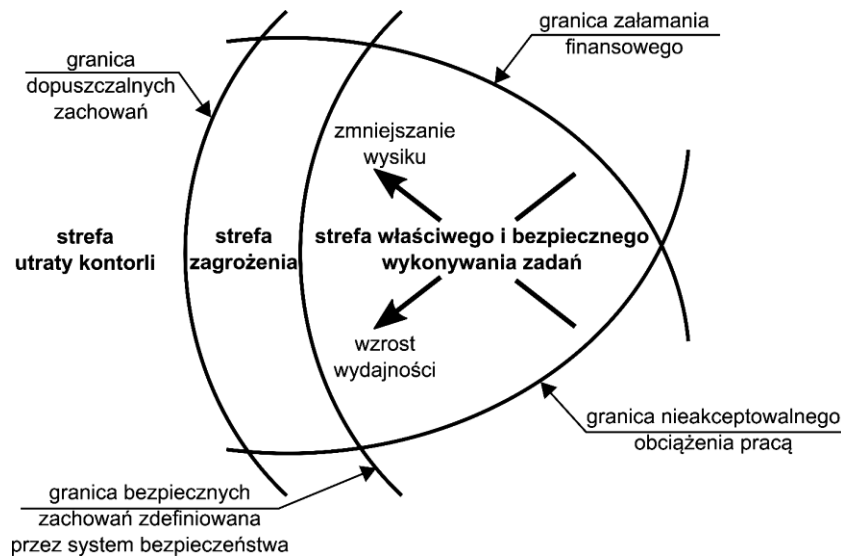 granica załamania
finansowego
granica
dopuszczalnych
zachowań
zmniejszanie
wysiku
strefa
utraty kontorli
strefa
zagrożenia
strefa właściwego i bezpiecznego
wykonywania zadań
wzrost
wydajności
granica nieakceptowalnego
obciążenia pracą
granica bezpiecznych
zachowań zdefiniowana
przez system bezpieczeństwa